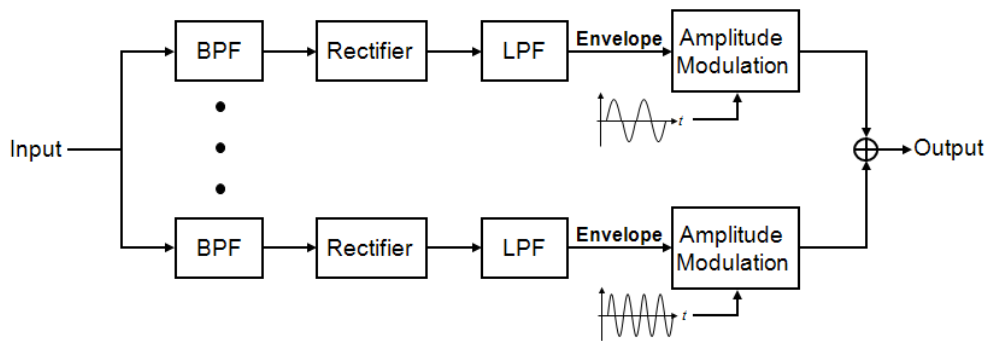 BPF
Rectifier
LPF
Envelope
Amplitude
Modulation
t
Input
Output
BPF
Rectifier
LPF
Envelope
Amplitude
Modulation
t